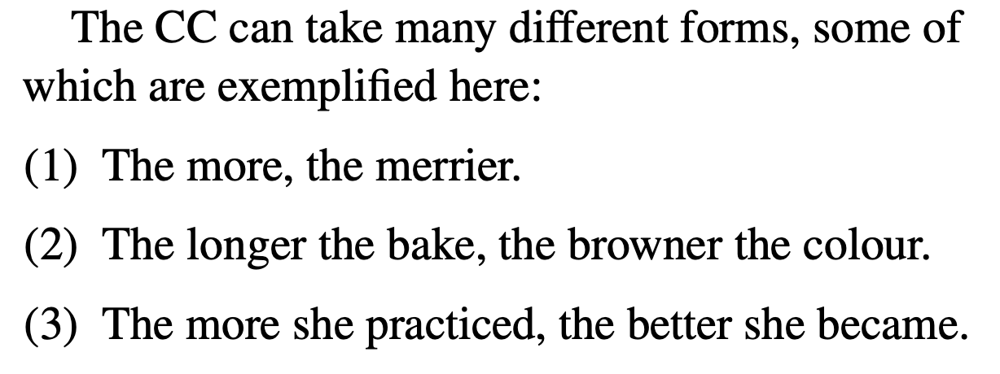 The CC can take many different forms, some of
which are exemplified here:
(1) The more, the merrier.
(2) The longer the bake, the browner the colour.
(3) The more she practiced, the better she became.